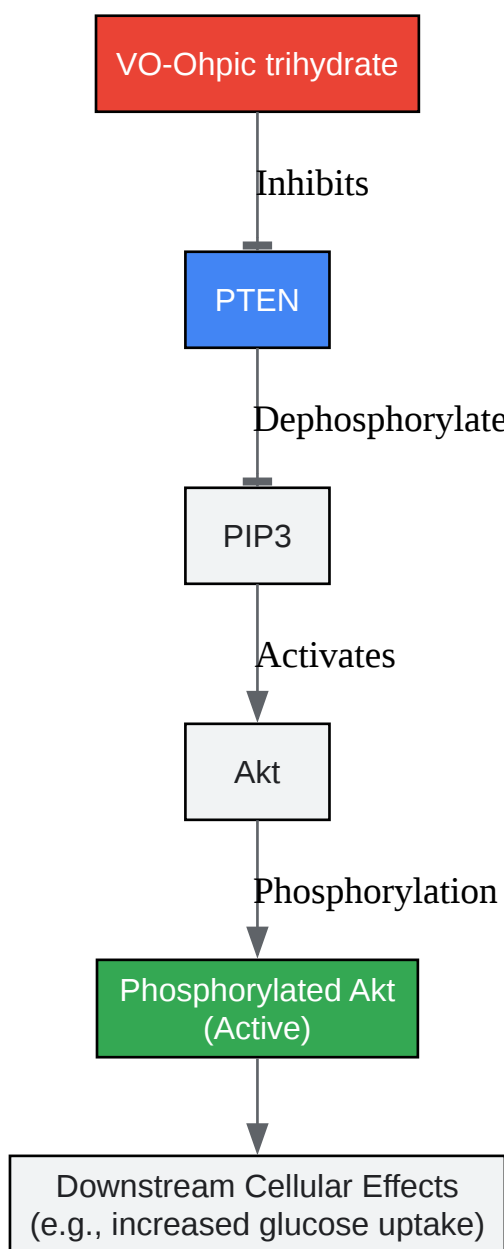 VO-Ohpic trihydrate
Inhibits
PTEN
Dephosphorylate
PIP3
Activates
Akt
Phosphorylation
Phosphorylated Akt
(Active)
Downstream Cellular Effects
(e.g., increased glucose uptake)